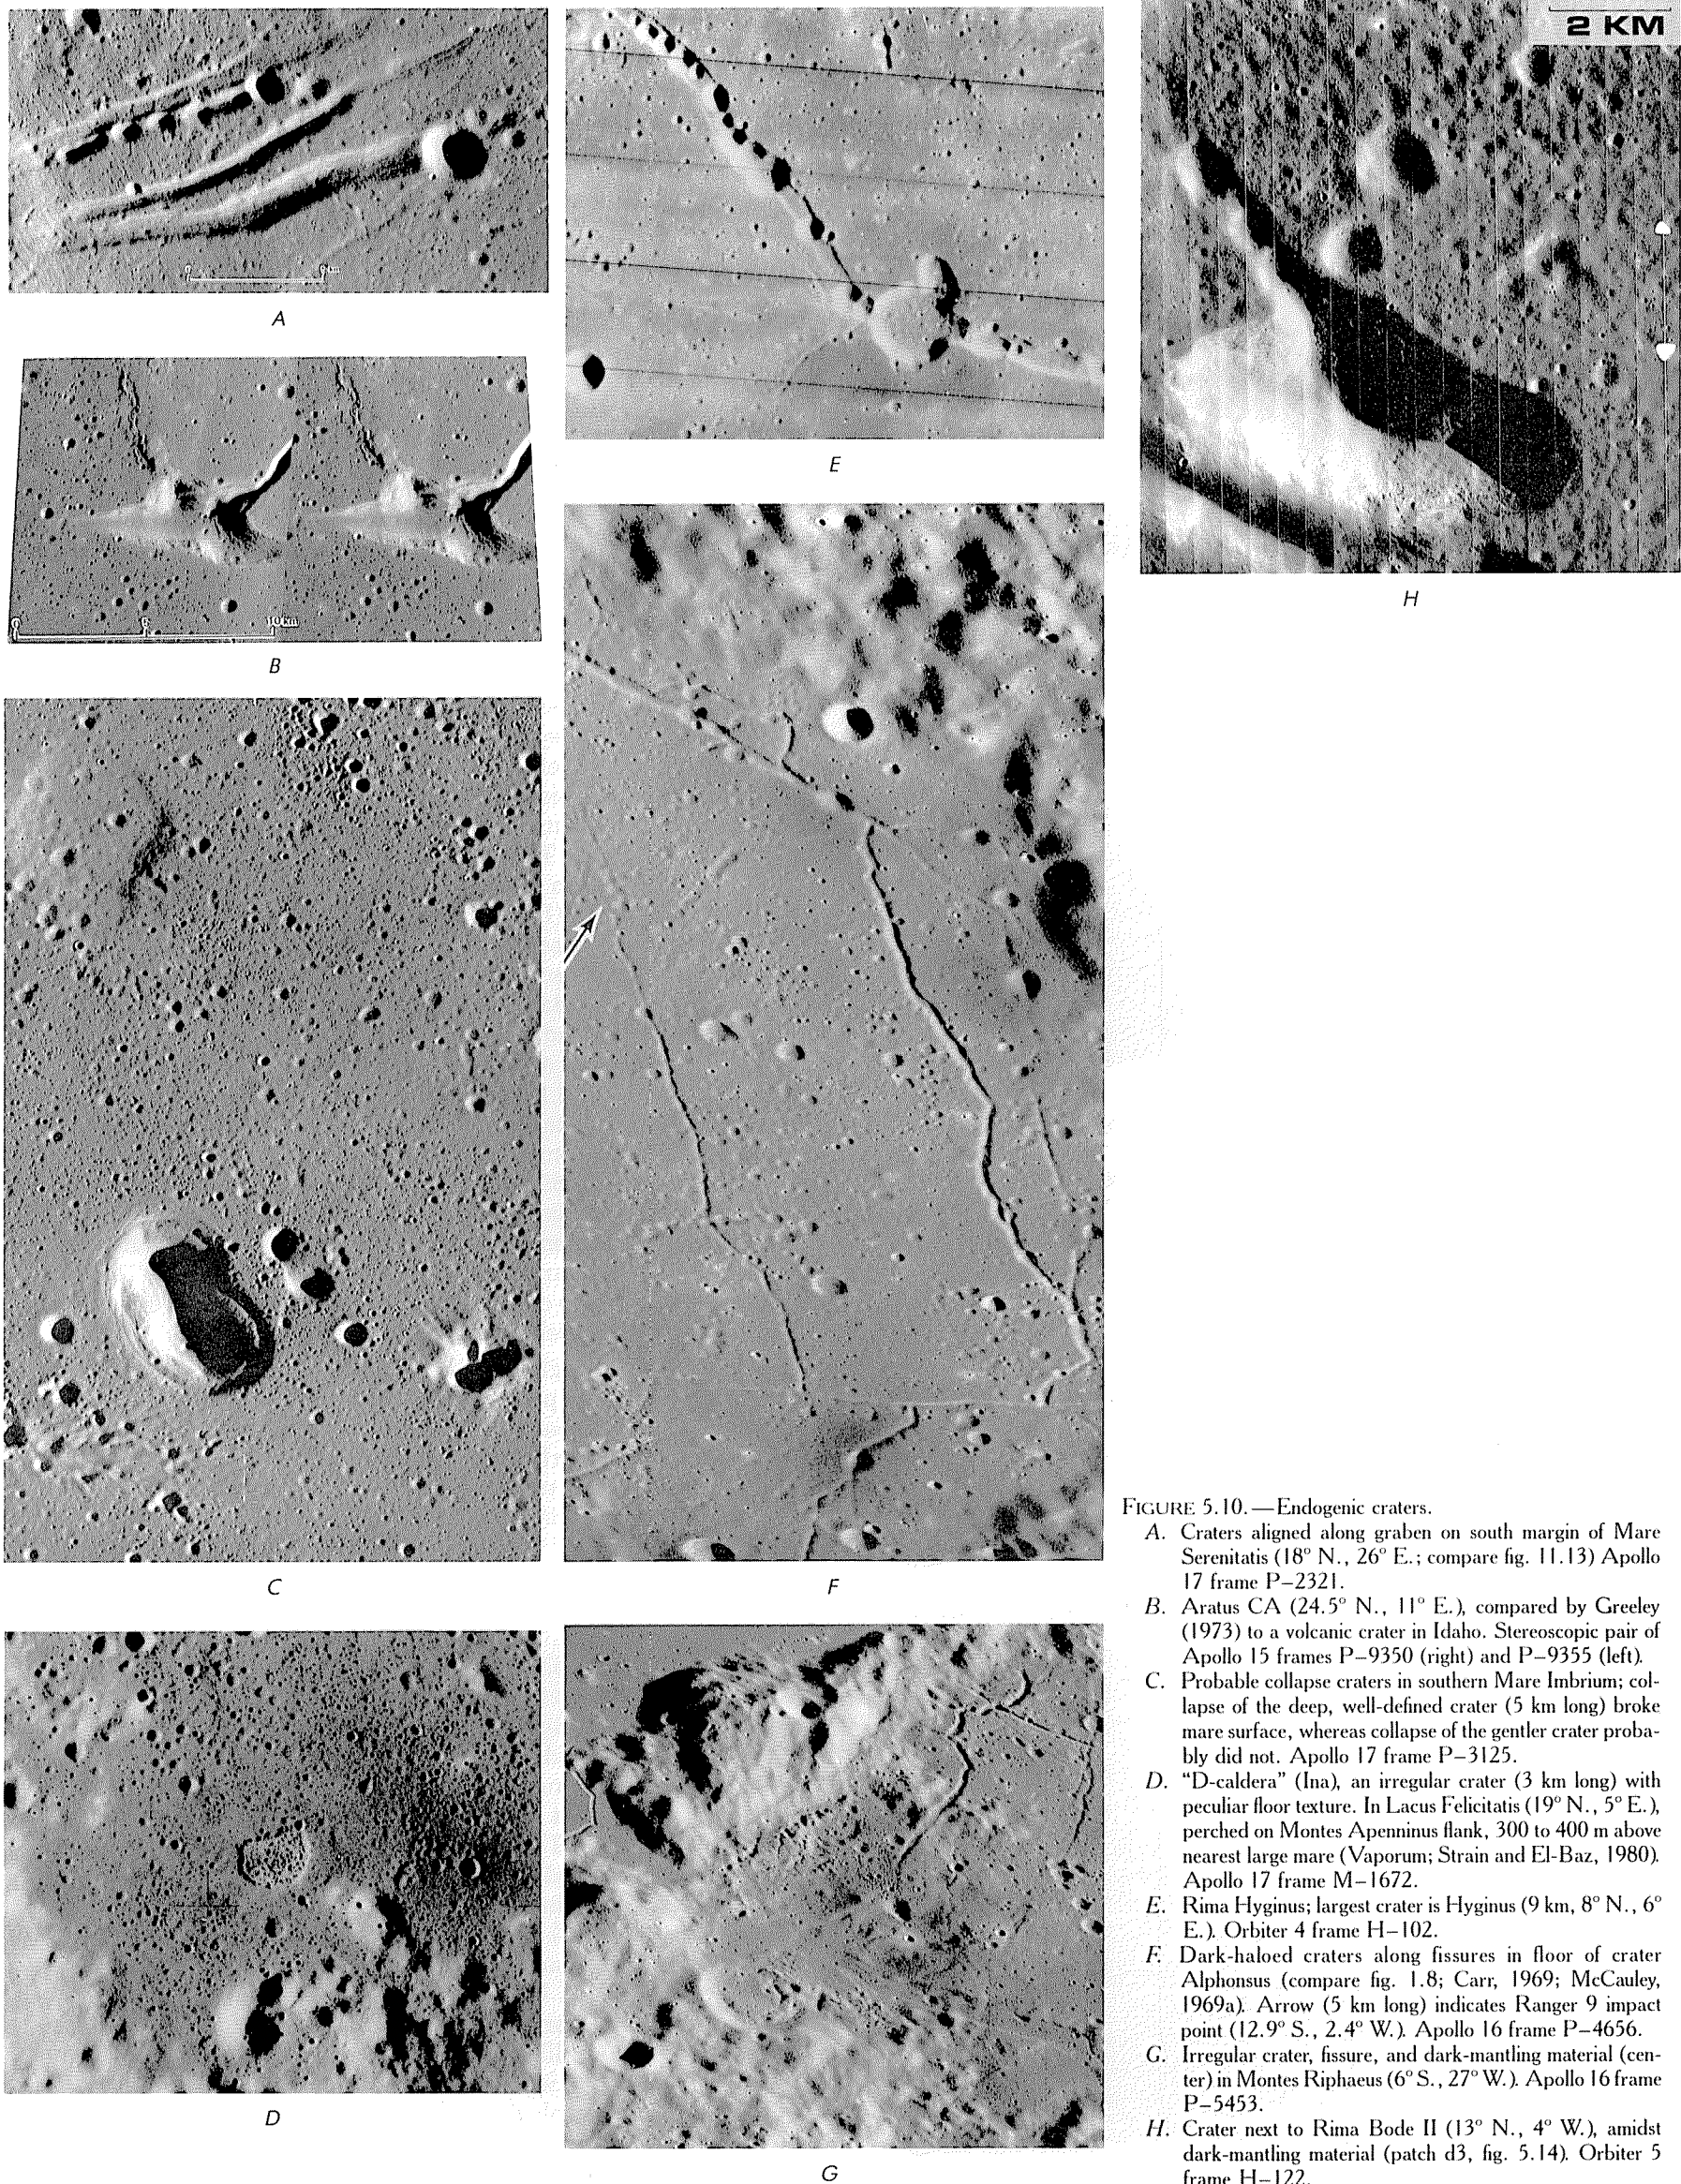 2 KM
A
10 km
B
C
D
E
F
G
H
FIGURE 5.10.—Endogenic craters.
A. Craters aligned along graben on south margin of Mare
Serenitatis (18° N., 26° E.; compare fig. 11.13) Apollo
17 frame P–2321.
B. Aratus CA (24.5° N., 11° E.), compared by Greeley
(1973) to a volcanic crater in Idaho. Stereoscopic pair of
Apollo 15 frames P–9350 (right) and P–9355 (left).
C. Probable collapse craters in southern Mare Imbrium; col-
lapse of the deep, well-defined crater (5 km long) broke
mare surface, whereas collapse of the gentler crater proba-
bly did not. Apollo 17 frame P–3125.
D. “D-caldera” (Ina), an irregular crater (3 km long) with
peculiar floor texture. In Lacus Felicitatis (19° N., 5° E.),
perched on Montes Apenninus flank, 300 to 400 m above
nearest large mare (Vaporum; Strain and El-Baz, 1980).
Apollo 17 frame M–1672.
E. Rima Hyginus; largest crater is Hyginus (9 km, 8° N., 6°
E.). Orbiter 4 frame H–102.
F. Dark-haloed craters along fissures in floor of crater
Alphonsus (compare fig. 1.8; Carr, 1969; McCauley,
1969a). Arrow (5 km long) indicates Ranger 9 impact
point (12.9° S., 2.4° W.). Apollo 16 frame P–4656.
G. Irregular crater, fissure, and dark-mantling material (cen-
ter) in Montes Riphaeus (6° S., 27° W.). Apollo 16 frame
P–5453.
H. Crater next to Rima Bode II (13° N., 4° W.), amidst
dark-mantling material (patch d3, fig. 5.14). Orbiter 5
frame H–122.